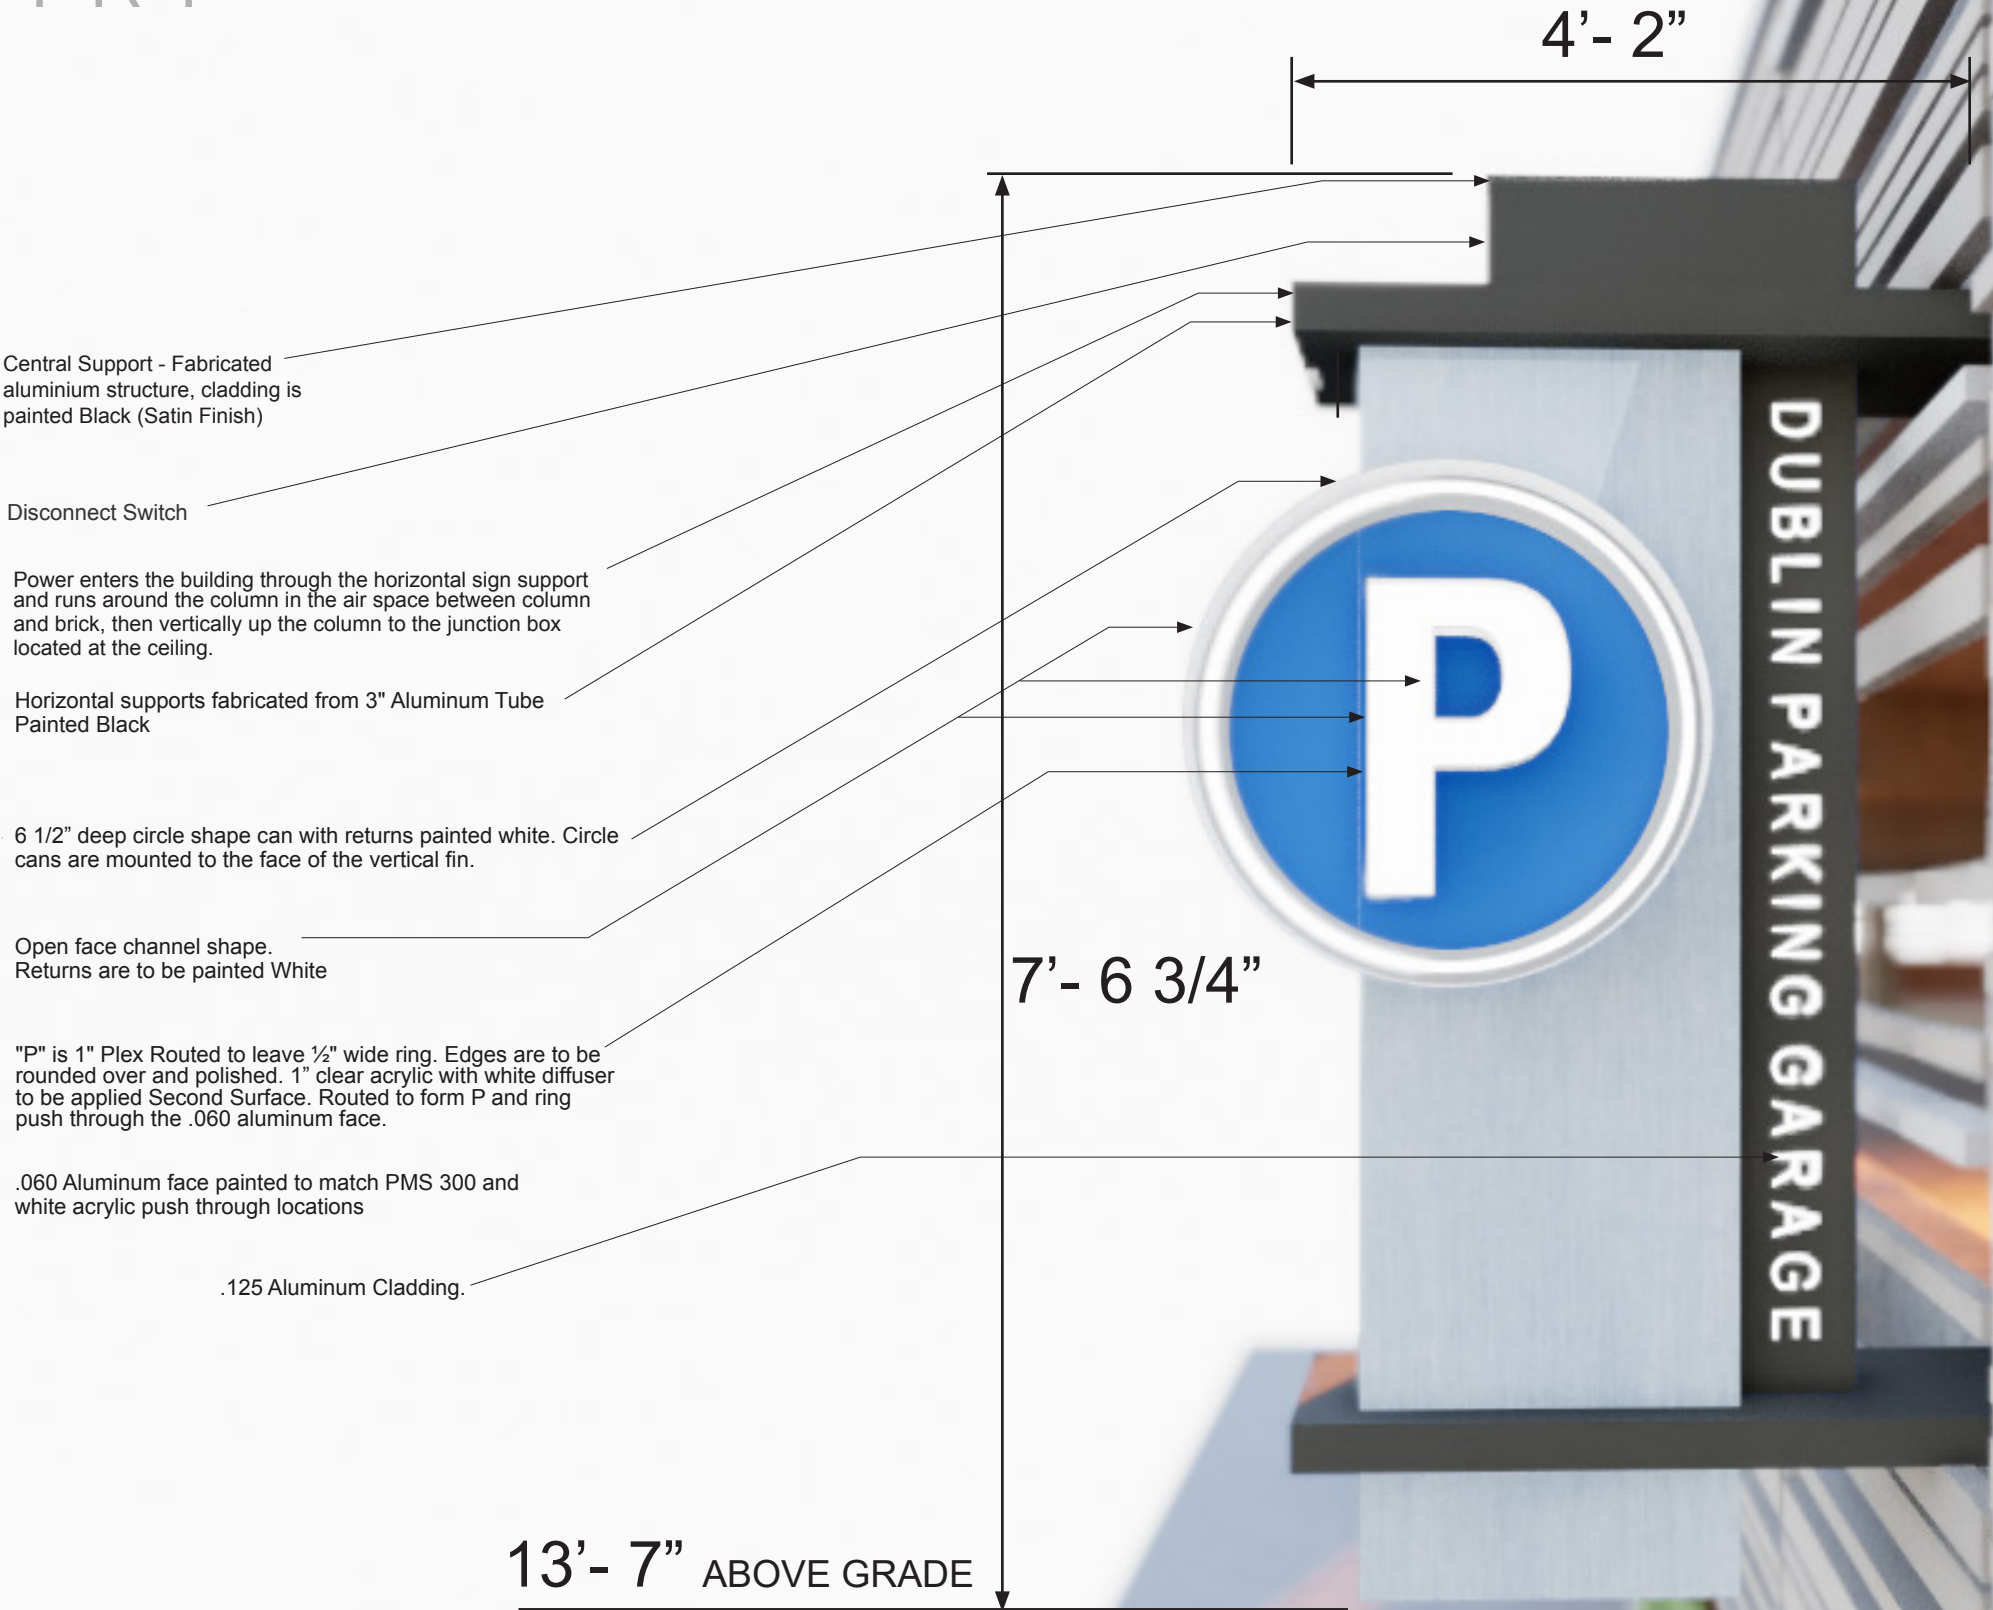 4’- 2”
Central Support - Fabricated
aluminium structure, cladding is
painted Black (Satin Finish)
Disconnect Switch
Power enters the building through the horizontal sign support
and runs around the column in the air space between column
and brick, then vertically up the column to the junction box
located at the ceiling.
Horizontal supports fabricated from 3" Aluminum Tube
Painted Black
6 1/2” deep circle shape can with returns painted white. Circle
cans are mounted to the face of the vertical fin.
Open face channel shape.
Returns are to be painted White
"P" is 1" Plex Routed to leave ½" wide ring. Edges are to be
rounded over and polished. 1” clear acrylic with white diffuser
to be applied Second Surface. Routed to form P and ring
push through the .060 aluminum face.
.060 Aluminum face painted to match PMS 300 and
white acrylic push through locations
.125 Aluminum Cladding.
7’- 6 3/4”
13’- 7” ABOVE GRADE
P
DUBLIN PARKING GARAGE